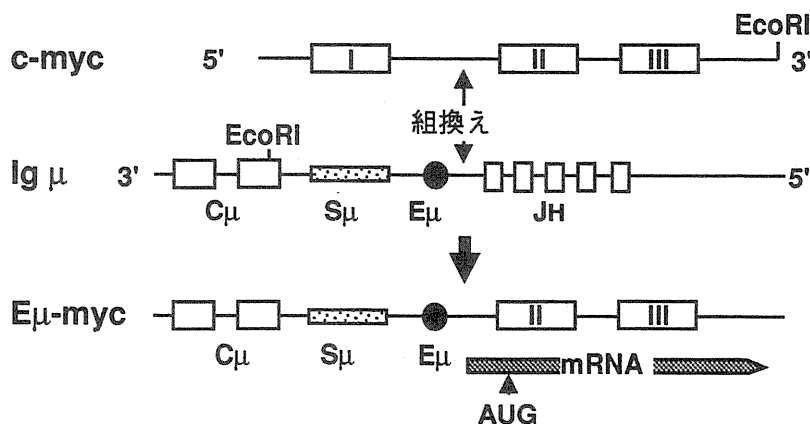 EcoRI
c-myc 5' I II III 3'
組換え
EcoRI
Ig μ 3' 5'
Cμ Sμ Eμ JH
Eμ-myc II III
Cμ Sμ Eμ mRNA
AUG